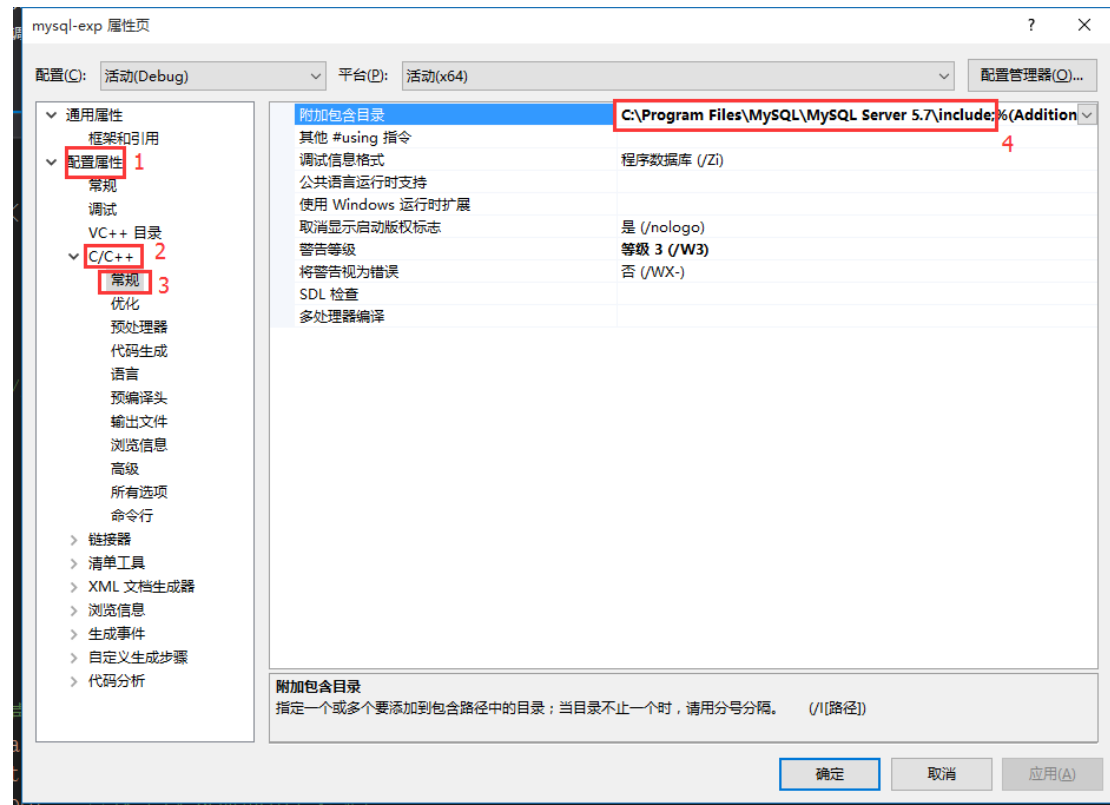 mysql-exp 属性页
配置(C): 活动(Debug) 平台(P): 活动(x64) 配置管理器(O)...
通用属性
框架和引用
配置属性 1
常规
调试
VC++ 目录
C/C++ 2
常规 3
优化
预处理器
代码生成
语言
预编译头
输出文件
浏览信息
高级
所有选项
命令行
链接器
清单工具
XML 文档生成器
浏览信息
生成事件
自定义生成步骤
代码分析
附加包含目录 C:\Program Files\MySQL\MySQL Server 5.7\include;%(Addition
4
其他 #using 指令
调试信息格式 程序数据库 (/Zi)
公共语言运行时支持
使用 Windows 运行时扩展
取消显示启动版权标志 是 (/nologo)
警告等级 等级 3 (/W3)
将警告视为错误 否 (/WX-)
SDL 检查
多处理器编译
附加包含目录
指定一个或多个要添加到包含路径中的目录；当目录不止一个时，请用分号分隔。 (/I[路径])
确定 取消 应用(A)